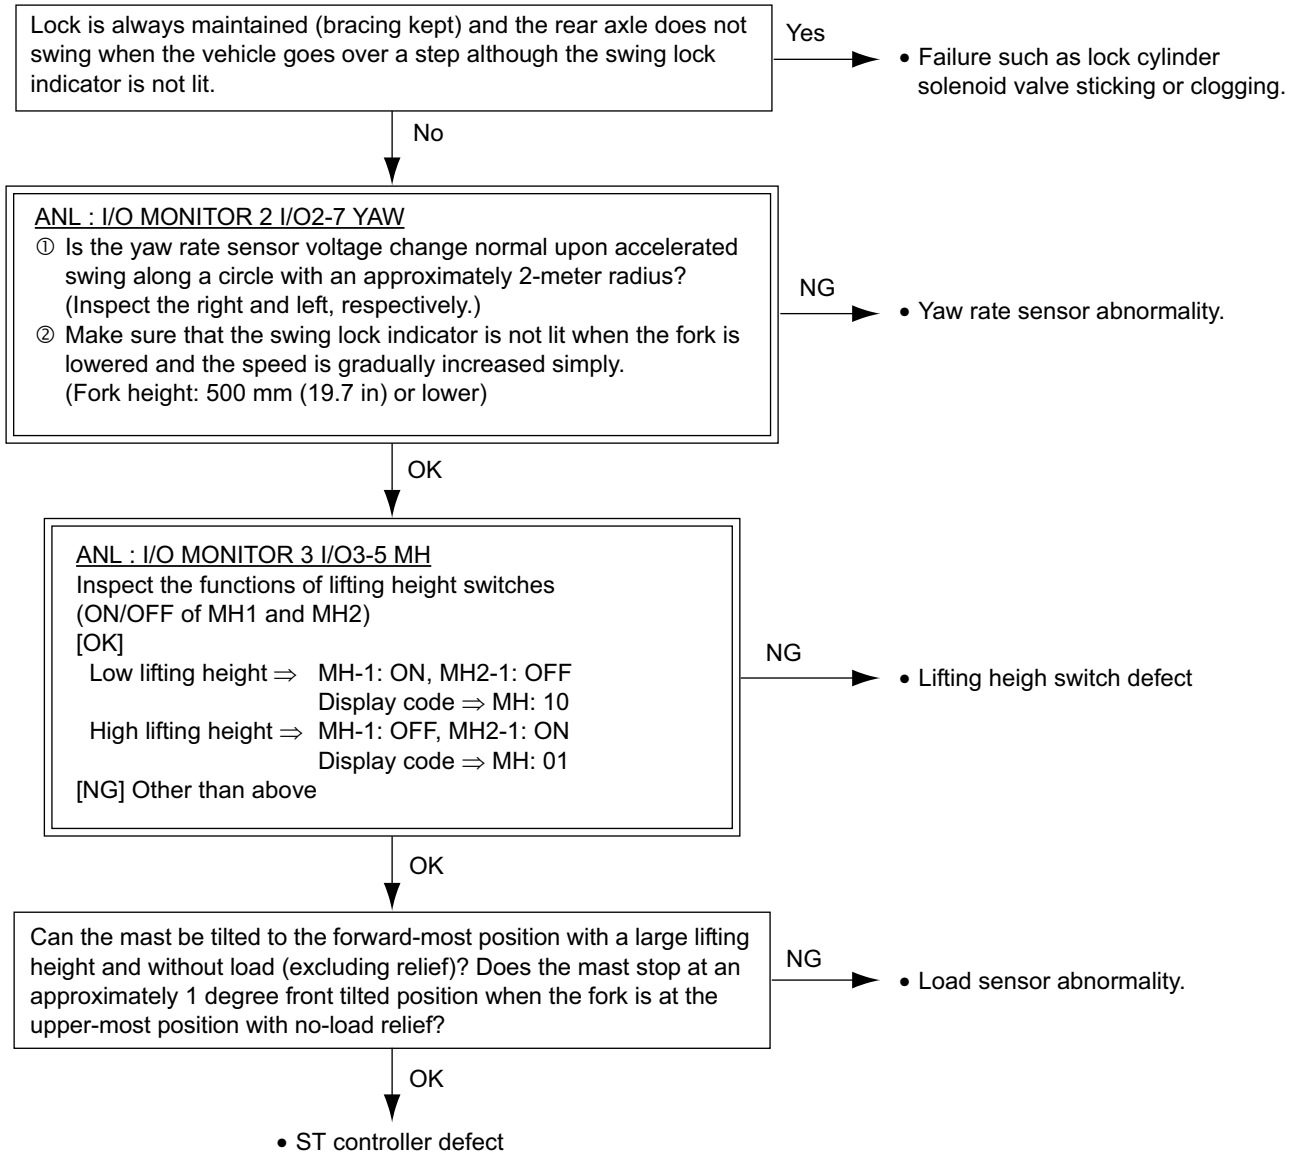 Lock is always maintained (bracing kept) and the rear axle does not
swing when the vehicle goes over a step although the swing lock
indicator is not lit.
Yes
• Failure such as lock cylinder
solenoid valve sticking or clogging.
No
ANL : I/O MONITOR 2 I/O2-7 YAW
① Is the yaw rate sensor voltage change normal upon accelerated
swing along a circle with an approximately 2-meter radius?
(Inspect the right and left, respectively.)
② Make sure that the swing lock indicator is not lit when the fork is
lowered and the speed is gradually increased simply.
(Fork height: 500 mm (19.7 in) or lower)
NG
• Yaw rate sensor abnormality.
OK
ANL : I/O MONITOR 3 I/O3-5 MH
Inspect the functions of lifting height switches
(ON/OFF of MH1 and MH2)
[OK]
Low lifting height ⇒ MH-1: ON, MH2-1: OFF
Display code ⇒ MH: 10
High lifting height ⇒ MH-1: OFF, MH2-1: ON
Display code ⇒ MH: 01
[NG] Other than above
NG
• Lifting heigh switch defect
OK
Can the mast be tilted to the forward-most position with a large lifting
height and without load (excluding relief)? Does the mast stop at an
approximately 1 degree front tilted position when the fork is at the
upper-most position with no-load relief?
NG
• Load sensor abnormality.
OK
• ST controller defect